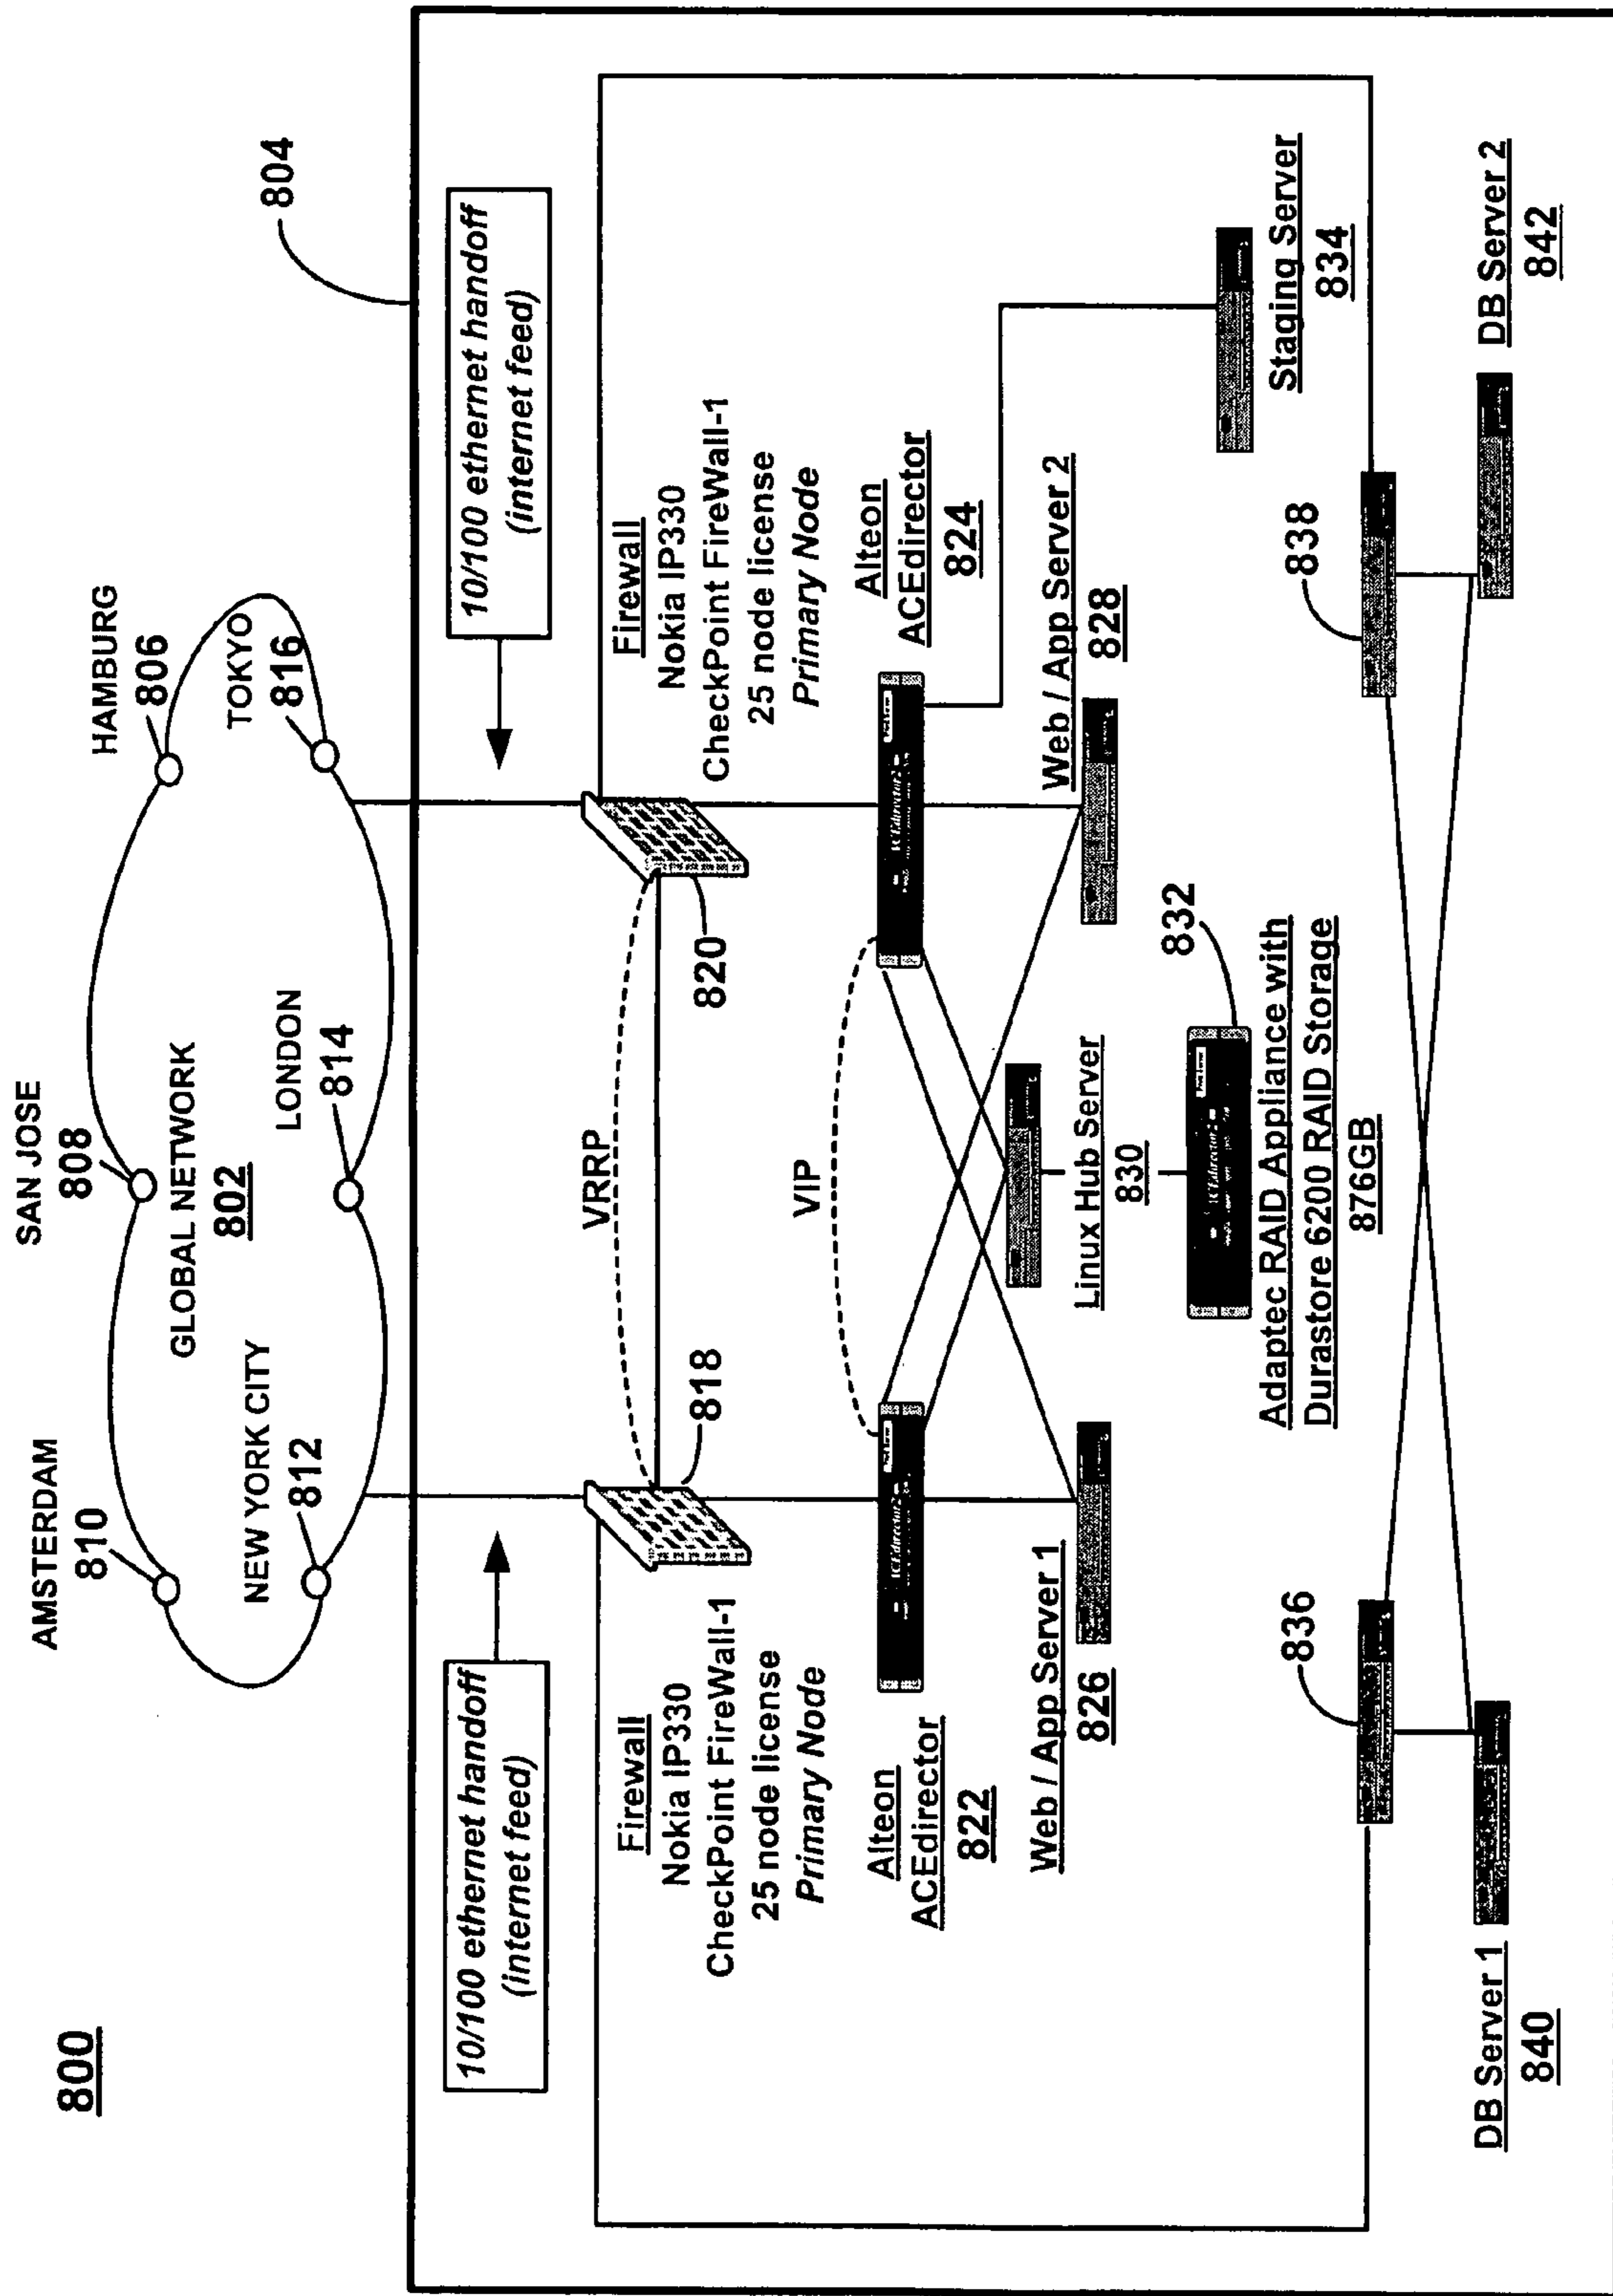 800
AMSTERDAM
810
SAN JOSE
808
HAMBURG
806
GLOBAL NETWORK
802
NEW YORK CITY
812
LONDON
814
TOKYO
816
804
10/100 ethernet handoff
(internet feed)
10/100 ethernet handoff
(internet feed)
Firewall
Nokia IP330
CheckPoint FireWall-1
25 node license
Primary Node
818
VRRP
820
Firewall
Nokia IP330
CheckPoint FireWall-1
25 node license
Primary Node
Alteon
ACEdirector
822
VIP
Alteon
ACEdirector
824
Web / App Server 1
826
Linux Hub Server
830
Web / App Server 2
828
832
Adaptec RAID Appliance with
Durastore 6200 RAID Storage
876GB
Staging Server
834
836
838
DB Server 1
840
DB Server 2
842